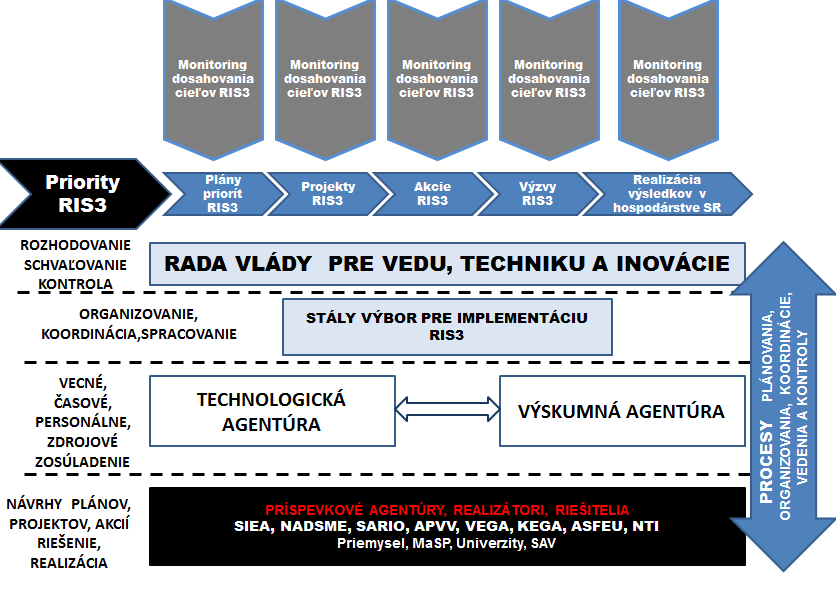 Monitoring
dosahovania
cieľov RIS3
Monitoring
dosahovania
cieľov RIS3
Monitoring
dosahovania
cieľov RIS3
Monitoring
dosahovania
cieľov RIS3
Monitoring
dosahovania
cieľov RIS3
Priority
RIS3
Plány
priorít
RIS3
Projekty
RIS3
Akcie
RIS3
Výzvy
RIS3
Realizácia
výsledkov v
hospodárstve SR
ROZHODOVANIE
SCHVAĽOVANIE
KONTROLA
RADA VLÁDY PRE VEDU, TECHNIKU A INOVÁCIE
ORGANIZOVANIE,
KOORDINÁCIA,SPRACOVANIE
STÁLY VÝBOR PRE IMPLEMENTÁCIU
RIS3
VECNÉ,
ČASOVÉ,
PERSONÁLNE,
ZDROJOVÉ
ZOSÚLADENIE
TECHNOLOGICKÁ
AGENTÚRA
VÝSKUMNÁ AGENTÚRA
NÁVRHY PLÁNOV,
PROJEKTOV, AKCIÍ
RIEŠENIE,
REALIZÁCIA
PRÍSPEVKOVÉ AGENTÚRY, REALIZÁTORI, RIEŠITELIA
SIEA, NADSME, SARIO, APVV, VEGA, KEGA, ASFEU, NTI
Priemysel, MaSP, Univerzity, SAV
PROCESY PLÁNOVANIA,
ORGANIZOVANIA, KOORDINÁCIE,
VEDENIA A KONTROLY